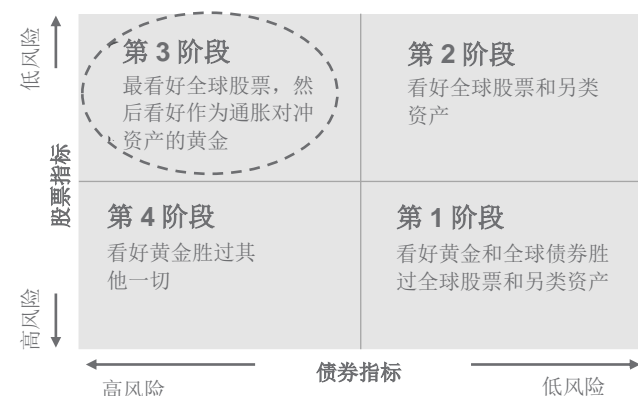 低风险
第 3 阶段
最看好全球股票，然
后看好作为通胀对冲
资产的黄金
第 2 阶段
看好全球股票和另类
资产
股票指标
第 4 阶段
看好黄金胜过其
他一切
第 1 阶段
看好黄金和全球债券胜
过全球股票和另类资产
高风险
高风险
债券指标
低风险